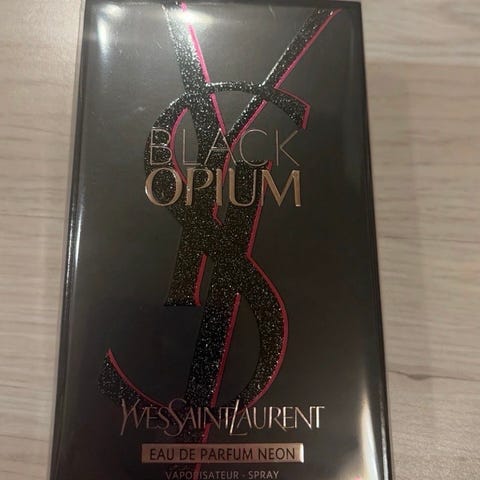 BLACK
OPIUM
YVESSAINTLAURENT
EAU DE PARFUM NEON
VAPORISATEUR - SPRAY